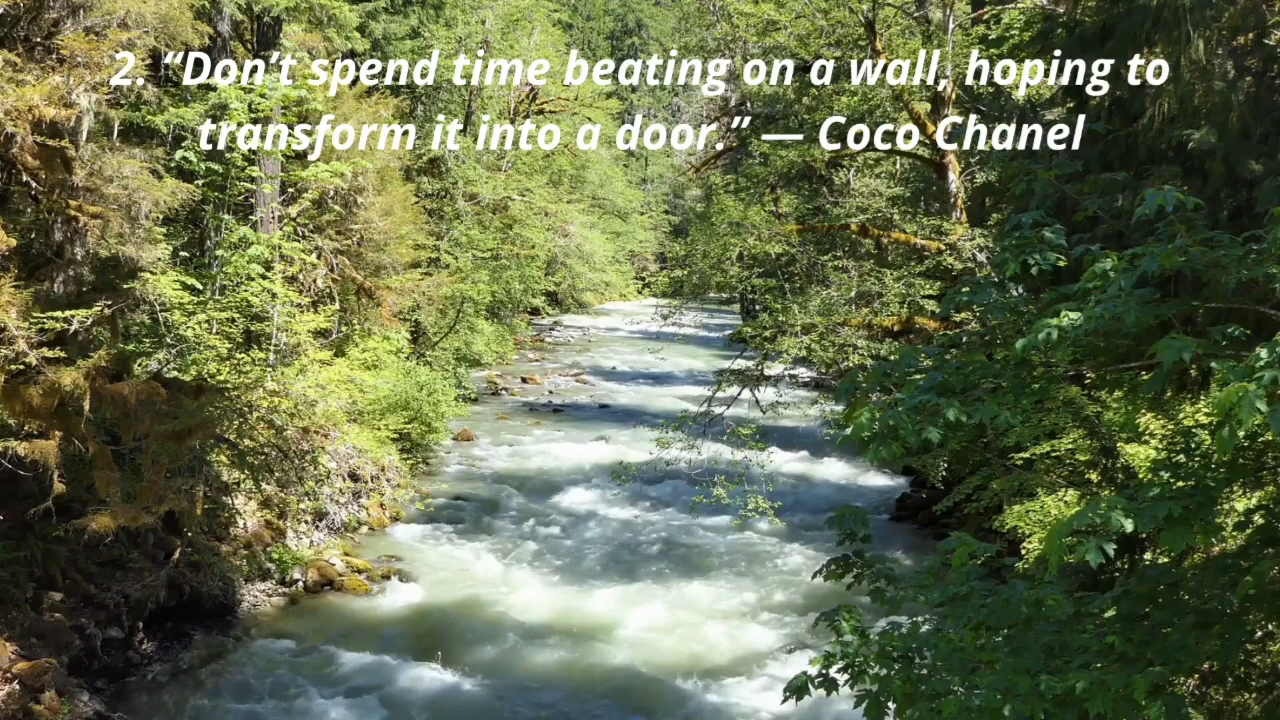 2. “Don’t spend time beating on a wall, hoping to
transform it into a door.” — Coco Chanel